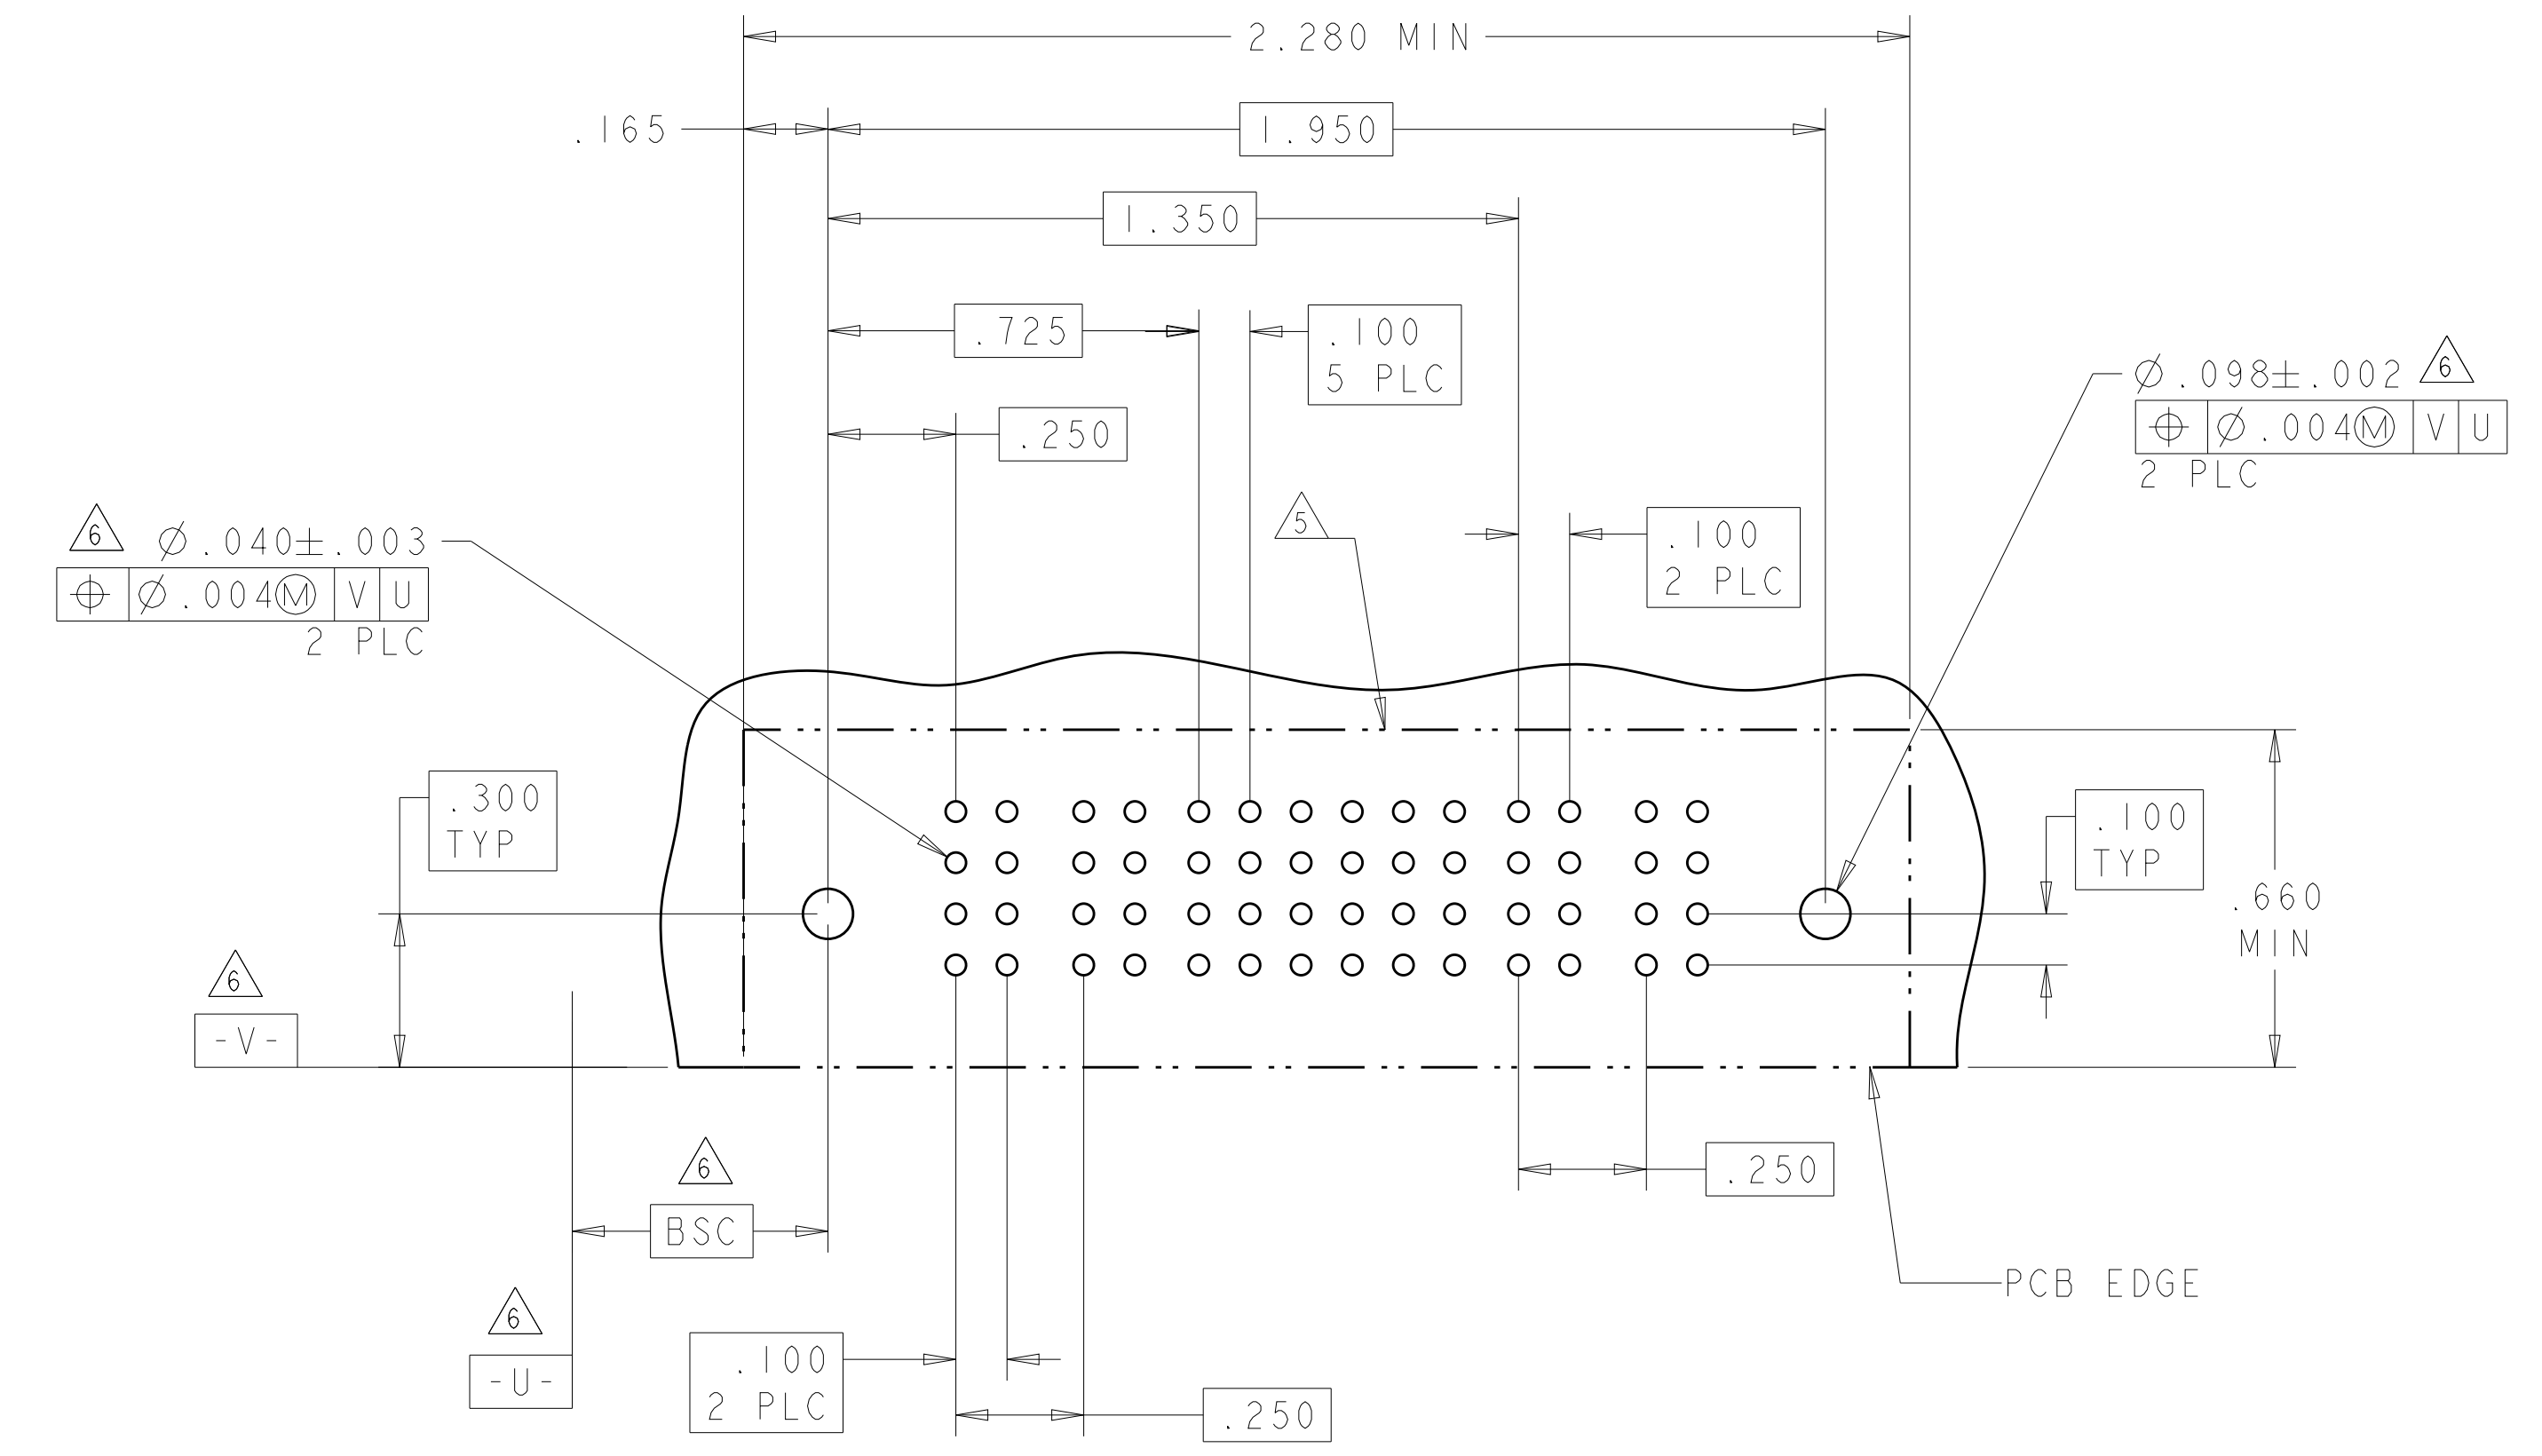 2.280 MIN
.165
1.950
1.350
.725
.100
5 PLC
.250
Ø.098±.002 6
⌖ Ø.004Ⓜ V U
2 PLC
5
.100
2 PLC
6 Ø.040±.003
⌖ Ø.004Ⓜ V U
2 PLC
.300
TYP
.100
TYP
.660
MIN
6
-V-
6
BSC
.250
PCB EDGE
6
-U-
.100
2 PLC
.250